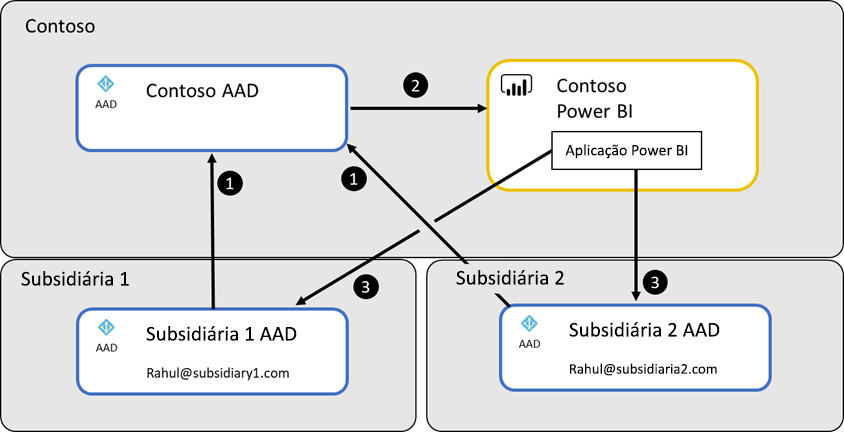 Contoso
AAD
Contoso AAD
2
Contoso
Power BI
Aplicação Power BI
1
1
Subsidiária 1
3
Subsidiária 2
3
AAD
Subsidiária 1 AAD
Rahul@subsidiary1.com
AAD
Subsidiária 2 AAD
Rahul@subsidiaria2.com